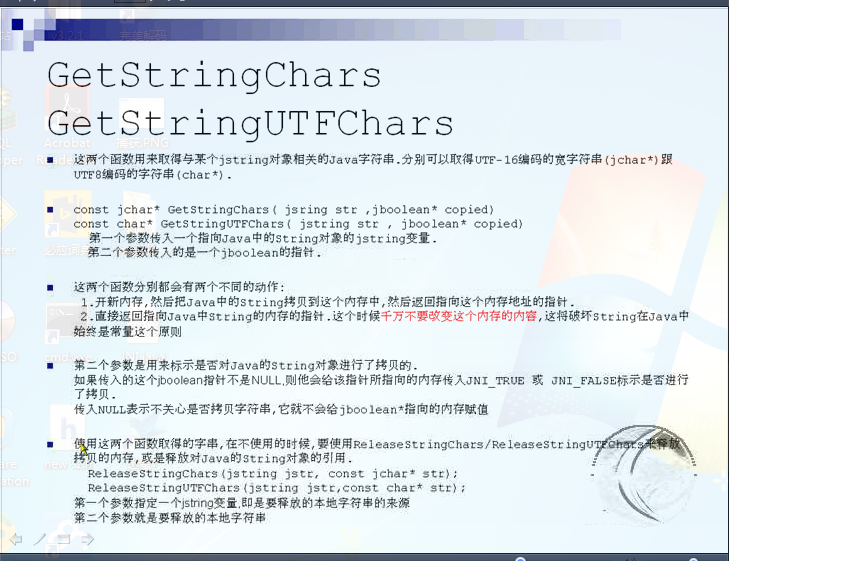 GetStringChars
GetStringUTFChars
这两个函数用来取得与某个jstring对象相关的Java字符串.分别可以取得UTF-16编码的宽字符串(jchar*)跟
UTF8编码的字符串(char*).
const jchar* GetStringChars( jsring str ,jboolean* copied)
const char* GetStringUTFChars( jstring str , jboolean* copied)
第一个参数传入一个指向Java中的String对象的jstring变量.
第二个参数传入的是一个jboolean的指针.
这两个函数分别都会有两个不同的动作:
1.开新内存,然后把Java中的String拷贝到这个内存中,然后返回指向这个内存地址的指针.
2.直接返回指向Java中String的内存的指针.这个时候千万不要改变这个内存的内容,这将破坏String在Java中
始终是常量这个原则
第二个参数是用来标示是否对Java的String对象进行了拷贝的.
如果传入的这个jboolean指针不是NULL,则他会给该指针所指向的内存传入JNI_TRUE 或 JNI_FALSE标示是否进行
了拷贝.
传入NULL表示不关心是否拷贝字符串,它就不会给jboolean*指向的内存赋值
使用这两个函数取得的字串,在不使用的时候,要使用ReleaseStringChars/ReleaseStringUTFChars来释放
拷贝的内存,或是释放对Java的String对象的引用.
ReleaseStringChars(jstring jstr, const jchar* str);
ReleaseStringUTFChars(jstring jstr,const char* str);
第一个参数指定一个jstring变量,即是要释放的本地字符串的来源
第二个参数就是要释放的本地字符串